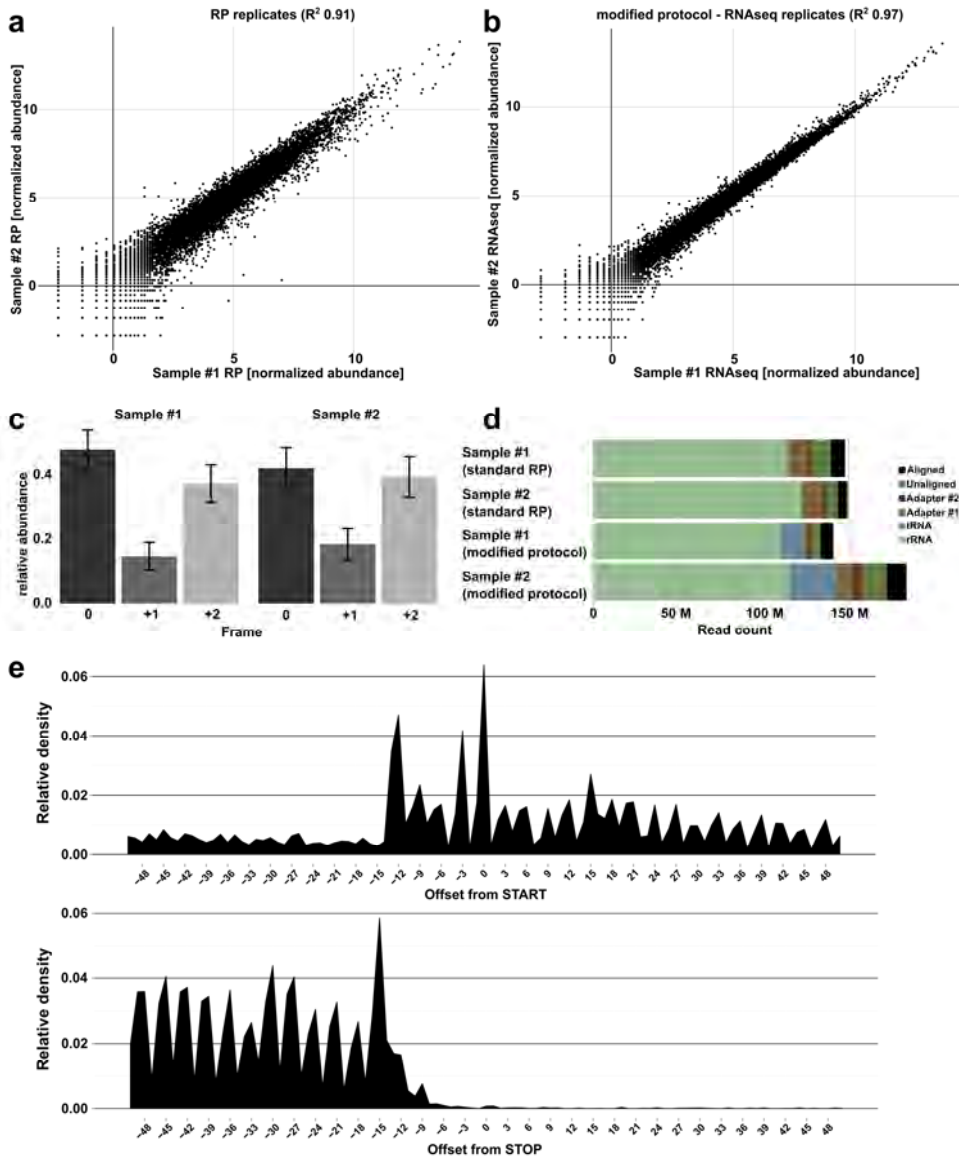 a
RP replicates (R² 0.91)
Sample #2 RP [normalized abundance]
10
5
0
0
5
10
Sample #1 RP [normalized abundance]
b
modified protocol - RNAseq replicates (R² 0.97)
Sample #2 RNAseq [normalized abundance]
10
5
0
0
5
10
Sample #1 RNAseq [normalized abundance]
c
Sample #1
Sample #2
relative abundance
0.4
0.2
0.0
0
+1
+2
0
+1
+2
Frame
d
Sample #1
(standard RP)
Sample #2
(standard RP)
Sample #1
(modified protocol)
Sample #2
(modified protocol)
0
50 M
100 M
150 M
Read count
Aligned
Unaligned
Adapter #2
Adapter #1
tRNA
rRNA
e
Relative density
0.06
0.04
0.02
0.00
-48 -45 -42 -39 -36 -33 -30 -27 -24 -21 -18 -15 -12 -9 -6 -3 0 3 6 9 12 15 18 21 24 27 30 33 36 39 42 45 48
Offset from START
Relative density
0.06
0.04
0.02
0.00
-48 -45 -42 -39 -36 -33 -30 -27 -24 -21 -18 -15 -12 -9 -6 -3 0 3 6 9 12 15 18 21 24 27 30 33 36 39 42 45 48
Offset from STOP